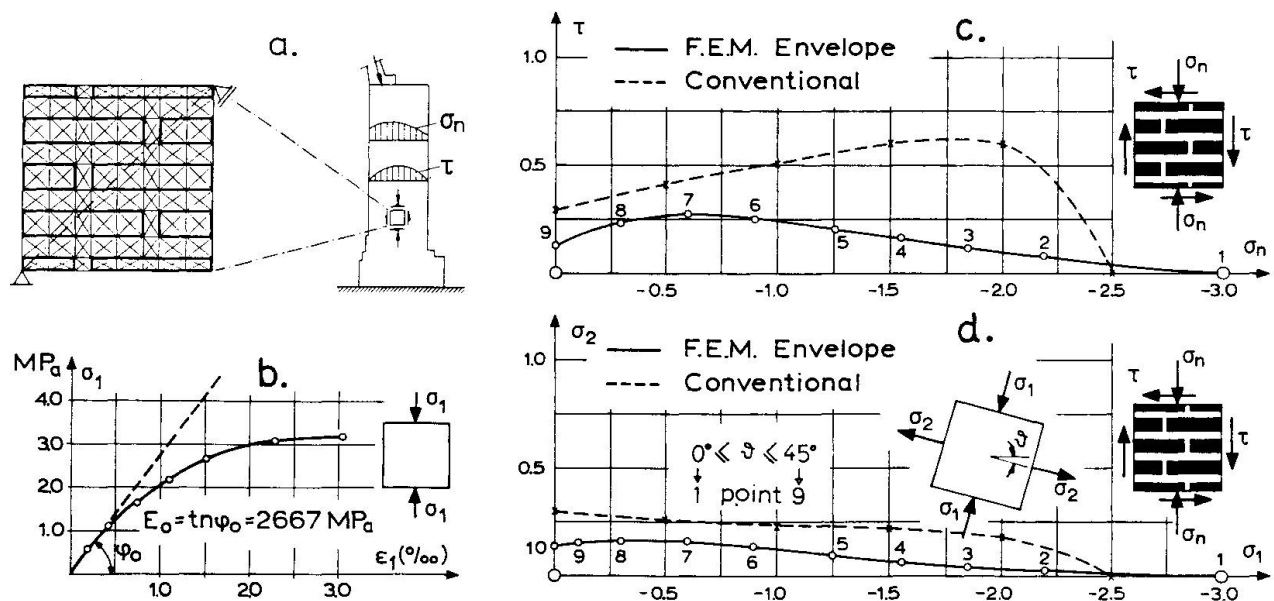 a.
σn
τ
b.
MPa
σ1
4.0
3.0
2.0
1.0
E₀=tnφ₀=2667 MPa
φ₀
ε1(‰)
1.0
2.0
3.0
σ1
σ1
c.
τ
F.E.M. Envelope
Conventional
1.0
0.5
9
8
7
6
5
4
3
2
1
σn
-0.5
-1.0
-1.5
-2.0
-2.5
-3.0
τ
σn
τ
σn
d.
σ2
F.E.M. Envelope
Conventional
1.0
0.5
0°⩽ϑ⩽45°
1 point 9
σ1
σ2
ϑ
σ2
σ1
τ
σn
τ
σn
10
9
8
7
6
5
4
3
2
1
σ1
-0.5
-1.0
-1.5
-2.0
-2.5
-3.0